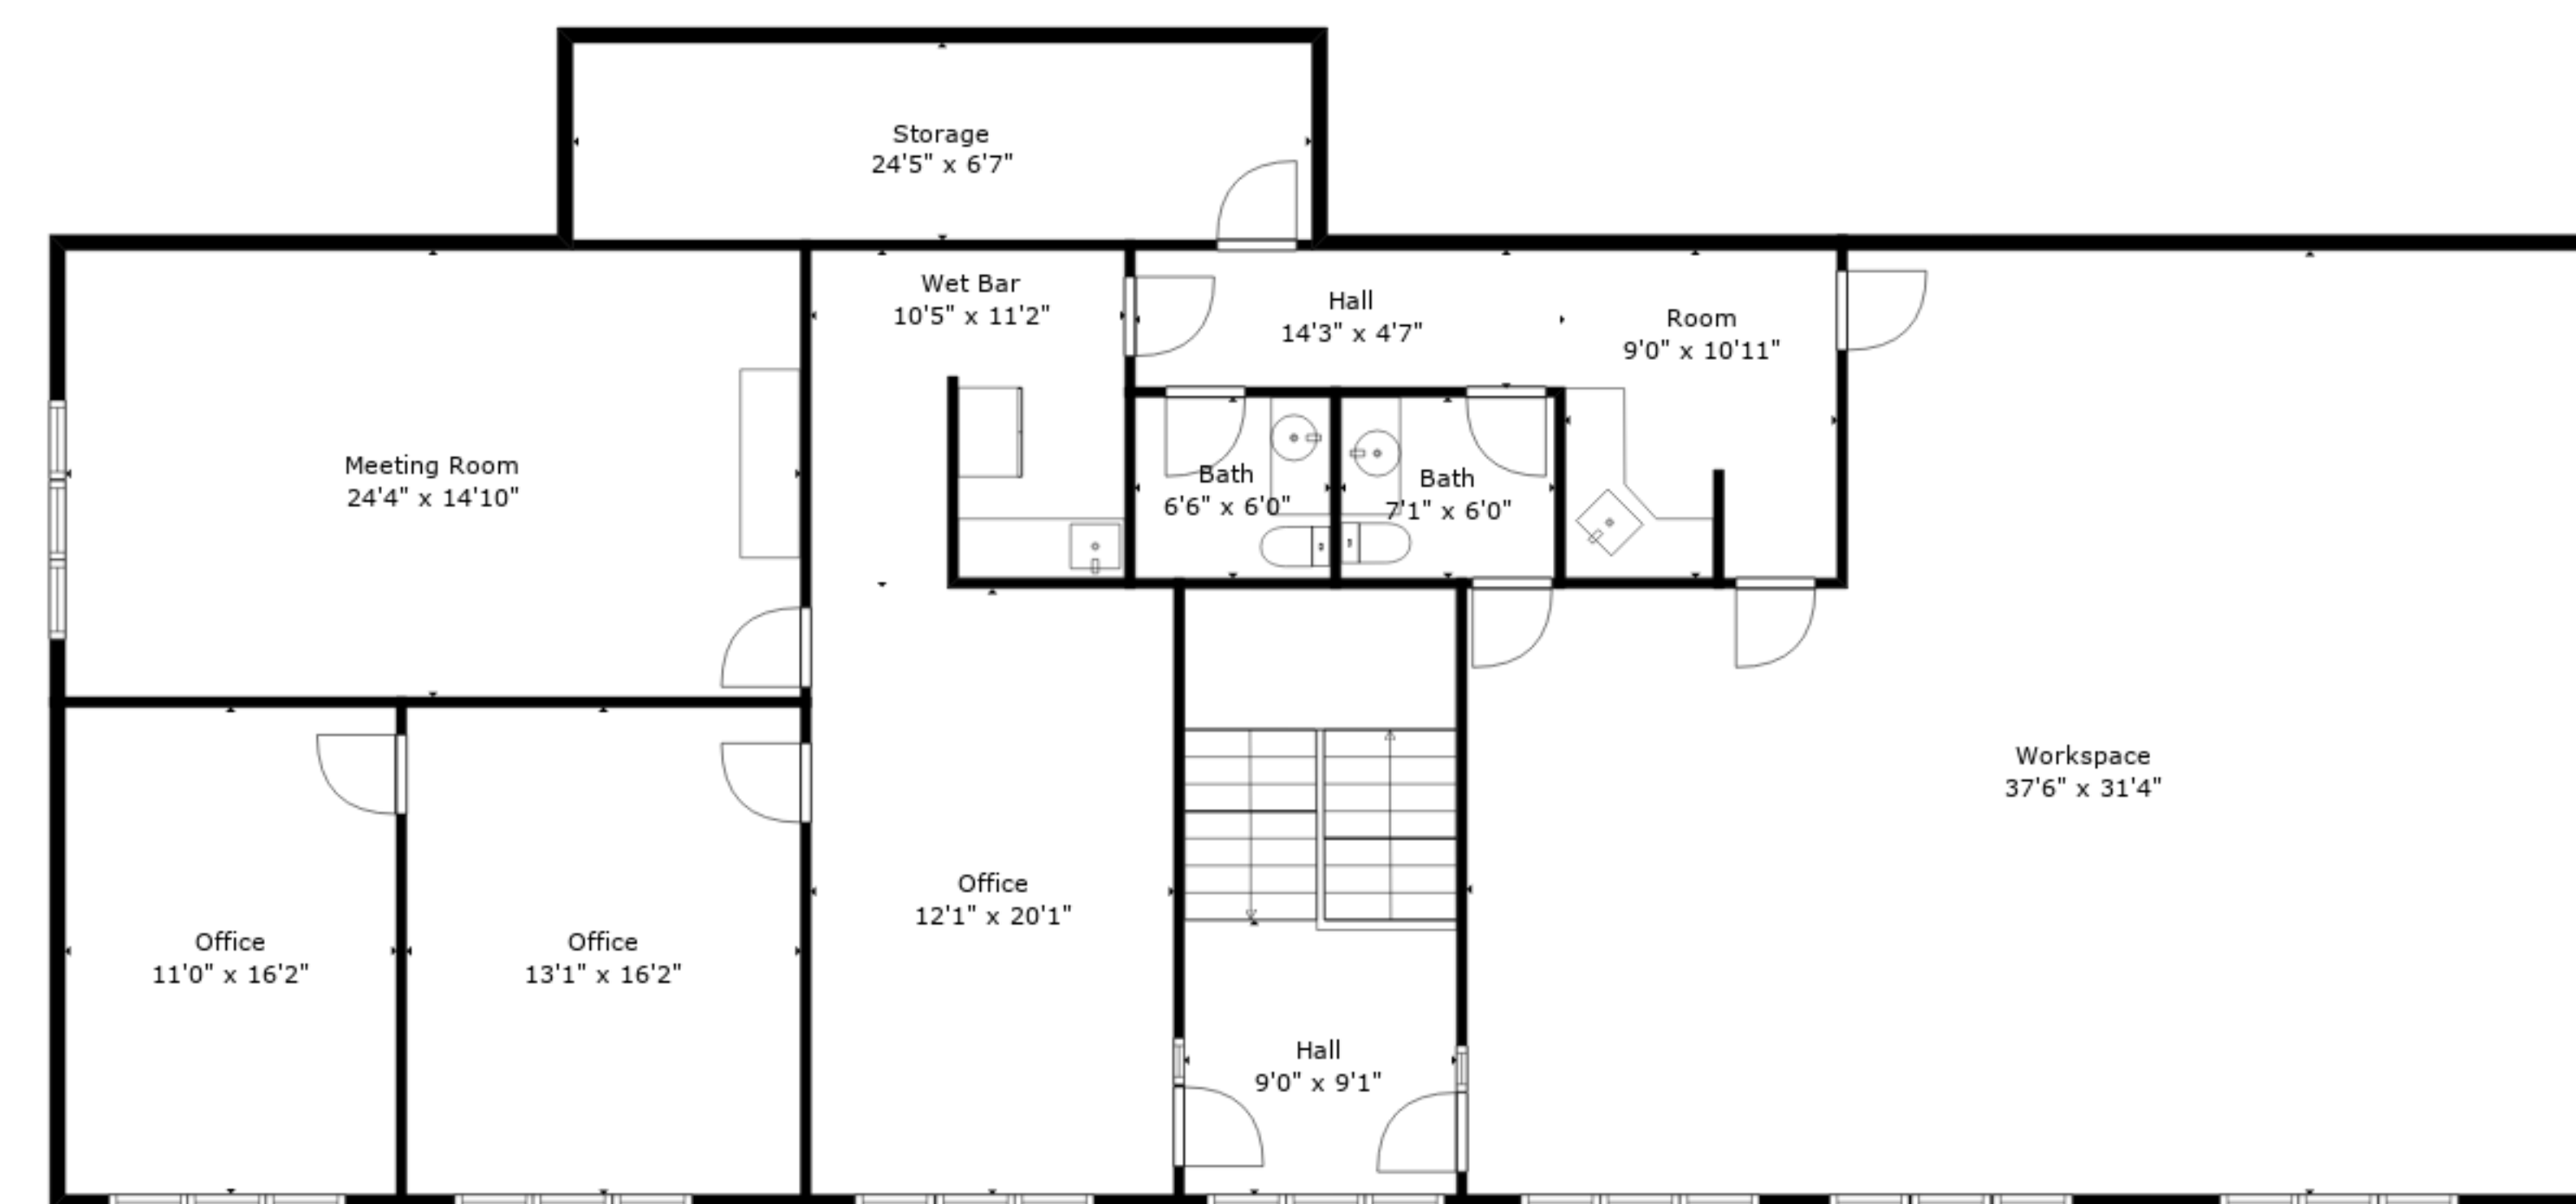 Storage
24'5" x 6'7"
Wet Bar
10'5" x 11'2"
Hall
14'3" x 4'7"
Room
9'0" x 10'11"
Meeting Room
24'4" x 14'10"
Bath
6'6" x 6'0"
Bath
7'1" x 6'0"
Workspace
37'6" x 31'4"
Office
12'1" x 20'1"
Office
11'0" x 16'2"
Office
13'1" x 16'2"
Hall
9'0" x 9'1"